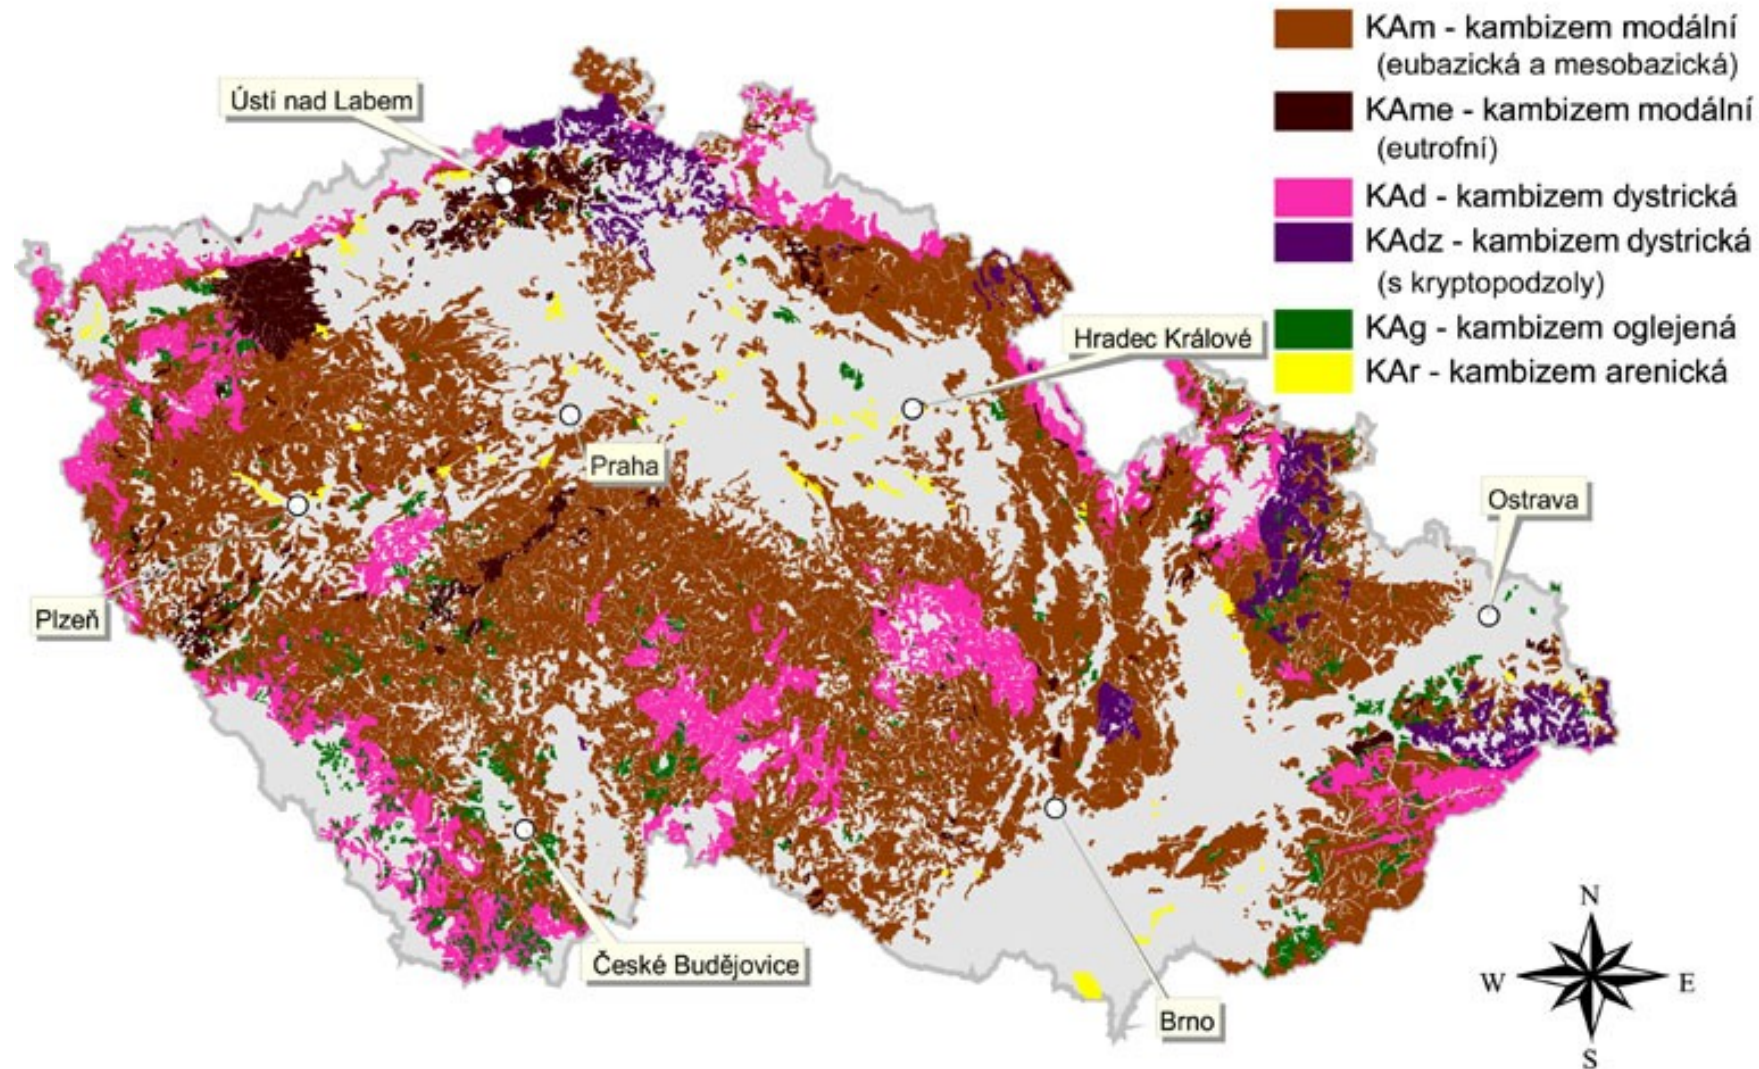 KAm - kambizem modální
(eubazická a mesobazická)
KAme - kambizem modální
(eutrofní)
KAd - kambizem dystrická
KAdz - kambizem dystrická
(s kryptopodzoly)
KAg - kambizem oglejená
KAr - kambizem arenická
Ústí nad Labem
Hradec Králové
Praha
Ostrava
Plzeň
České Budějovice
Brno
N
W E
S